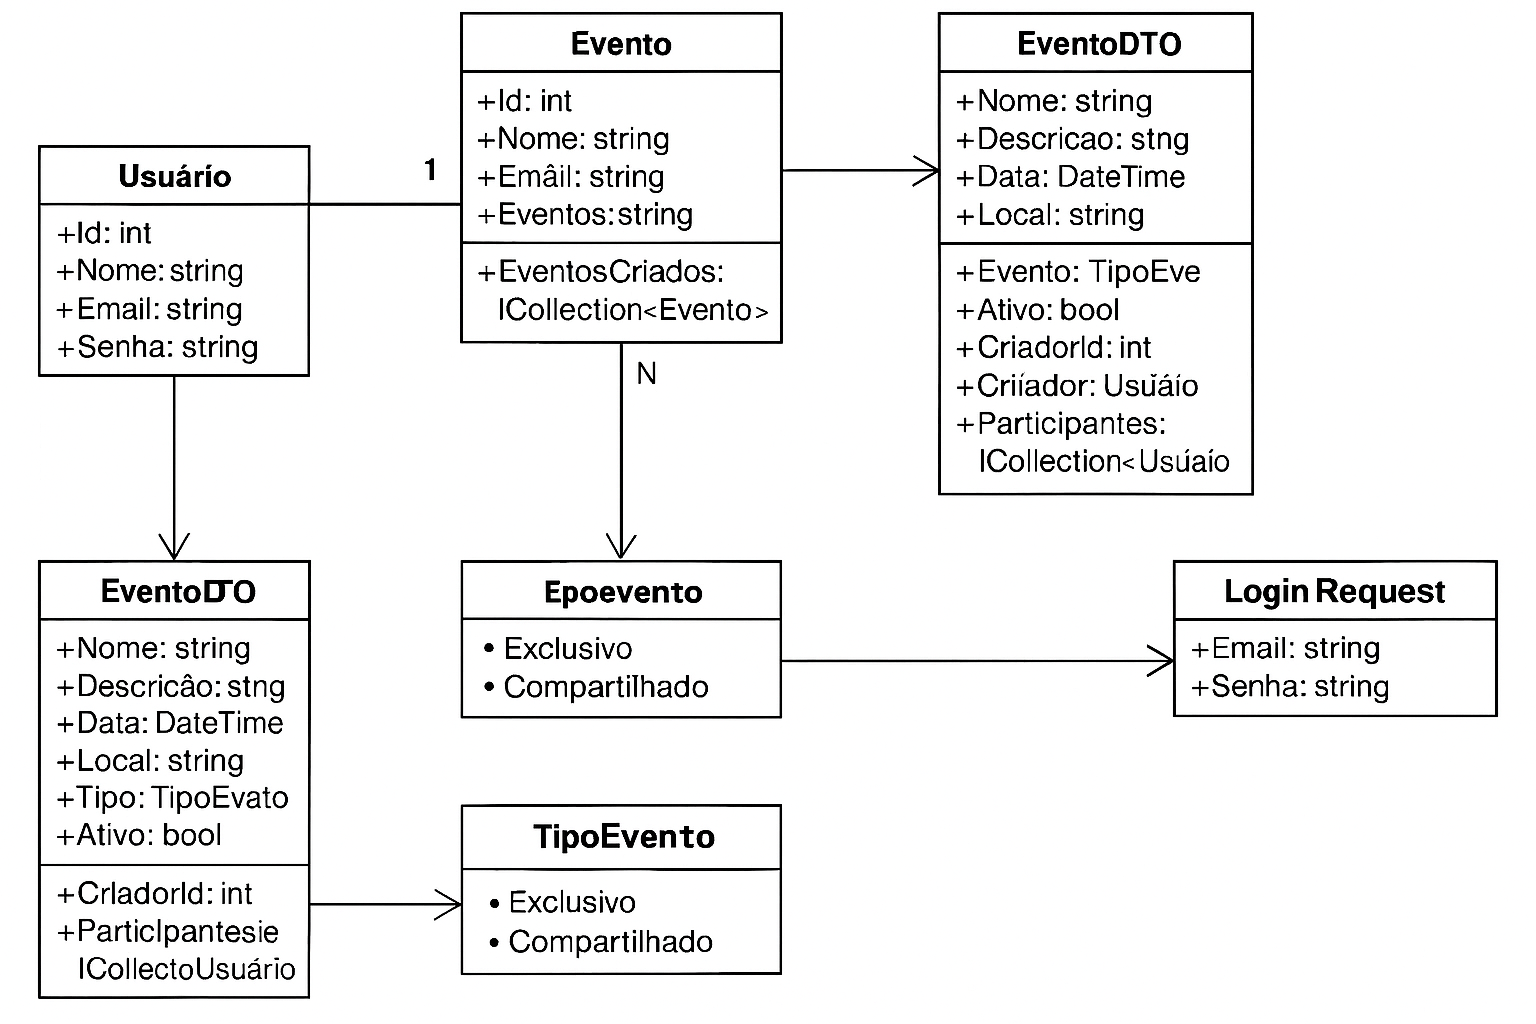 Usuárío
+Id: int
+Nome: string
+Email: string
+Senha: string
1
Evento
+Id: int
+Nome: string
+Emâil: string
+Eventos: string
+EventosCriados:
ICollection<Evento>
N
EventoDTO
+Nome: string
+Descricao: stng
+Data: DateTime
+Local: string
+Evento: TipoEve
+Ativo: bool
+CriadorId: int
+Criíador: Usúáío
+Participantes:
ICollection<Usúaío
EventoDTO
+Nome: string
+Descricâo: stng
+Data: DateTime
+Local: string
+Tipo: TipoEvato
+Ativo: bool
+CrIadorId: int
+ParticIpantesie
ICollectoUsuário
Epoevento
• Exclusivo
• Compartilhado
TipoEvento
• Exclusivo
• Compartilhado
Login Request
+Email: string
+Senha: string